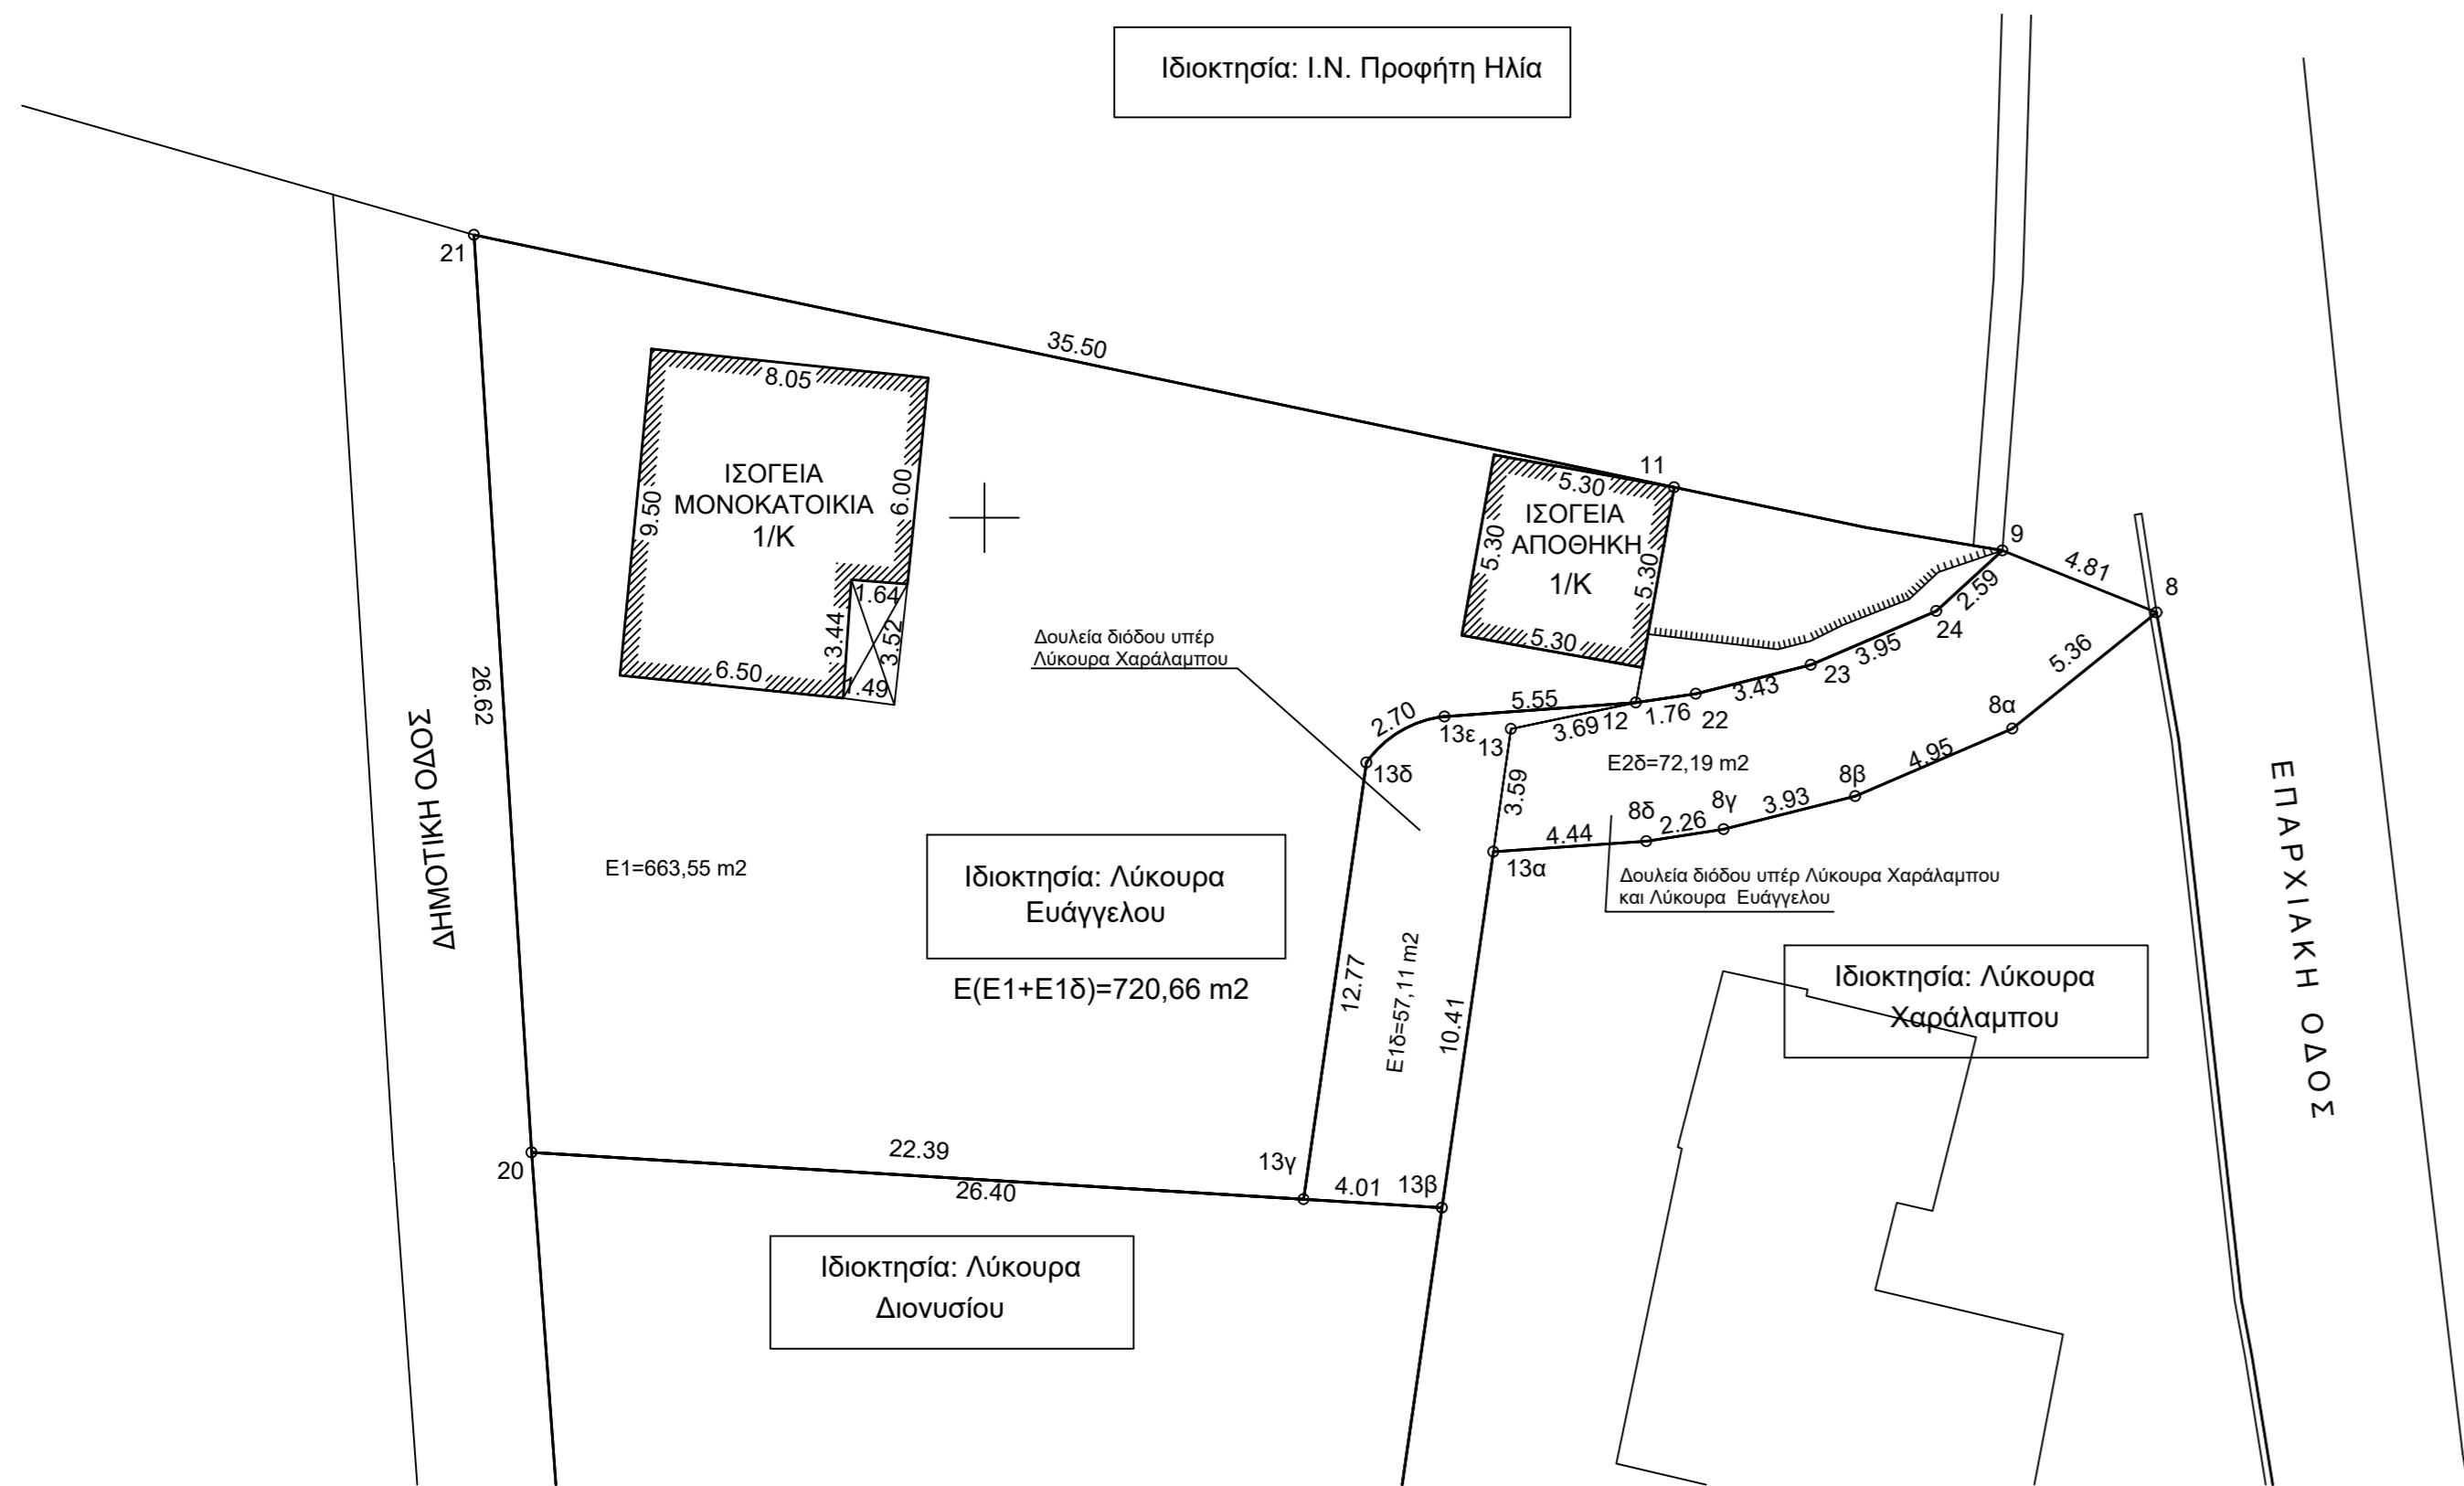 Ιδιοκτησία: Ι.Ν. Προφήτη Ηλία
21
35.50
8.05
ΙΣΟΓΕΙΑ
ΜΟΝΟΚΑΤΟΙΚΙΑ
1/Κ
9.50
6.00
1.64
3.44
3.52
6.50
1.49
11
5.30
ΙΣΟΓΕΙΑ
ΑΠΟΘΗΚΗ
1/Κ
5.30
5.30
5.30
9
4.81
8
2.59
24
3.95
23
5.36
3.43
8α
22
1.76
12
5.55
3.69
13
13ε
2.70
13δ
Δουλεία διόδου υπέρ
Λύκουρα Χαράλαμπου
26.62
ΔΗΜΟΤΙΚΗ ΟΔΟΣ
Ε2δ=72,19 m2
4.95
8β
3.93
8γ
2.26
8δ
4.44
3.59
13α
Δουλεία διόδου υπέρ Λύκουρα Χαράλαμπου
και Λύκουρα Ευάγγελου
ΕΠΑΡΧΙΑΚΗ ΟΔΟΣ
Ε1=663,55 m2
Ιδιοκτησία: Λύκουρα
Ευάγγελου
Ε(Ε1+Ε1δ)=720,66 m2
12.77
Ε1δ=57,11 m2
10.41
Ιδιοκτησία: Λύκουρα
Χαράλαμπου
20
22.39
26.40
13γ
4.01
13β
Ιδιοκτησία: Λύκουρα
Διονυσίου